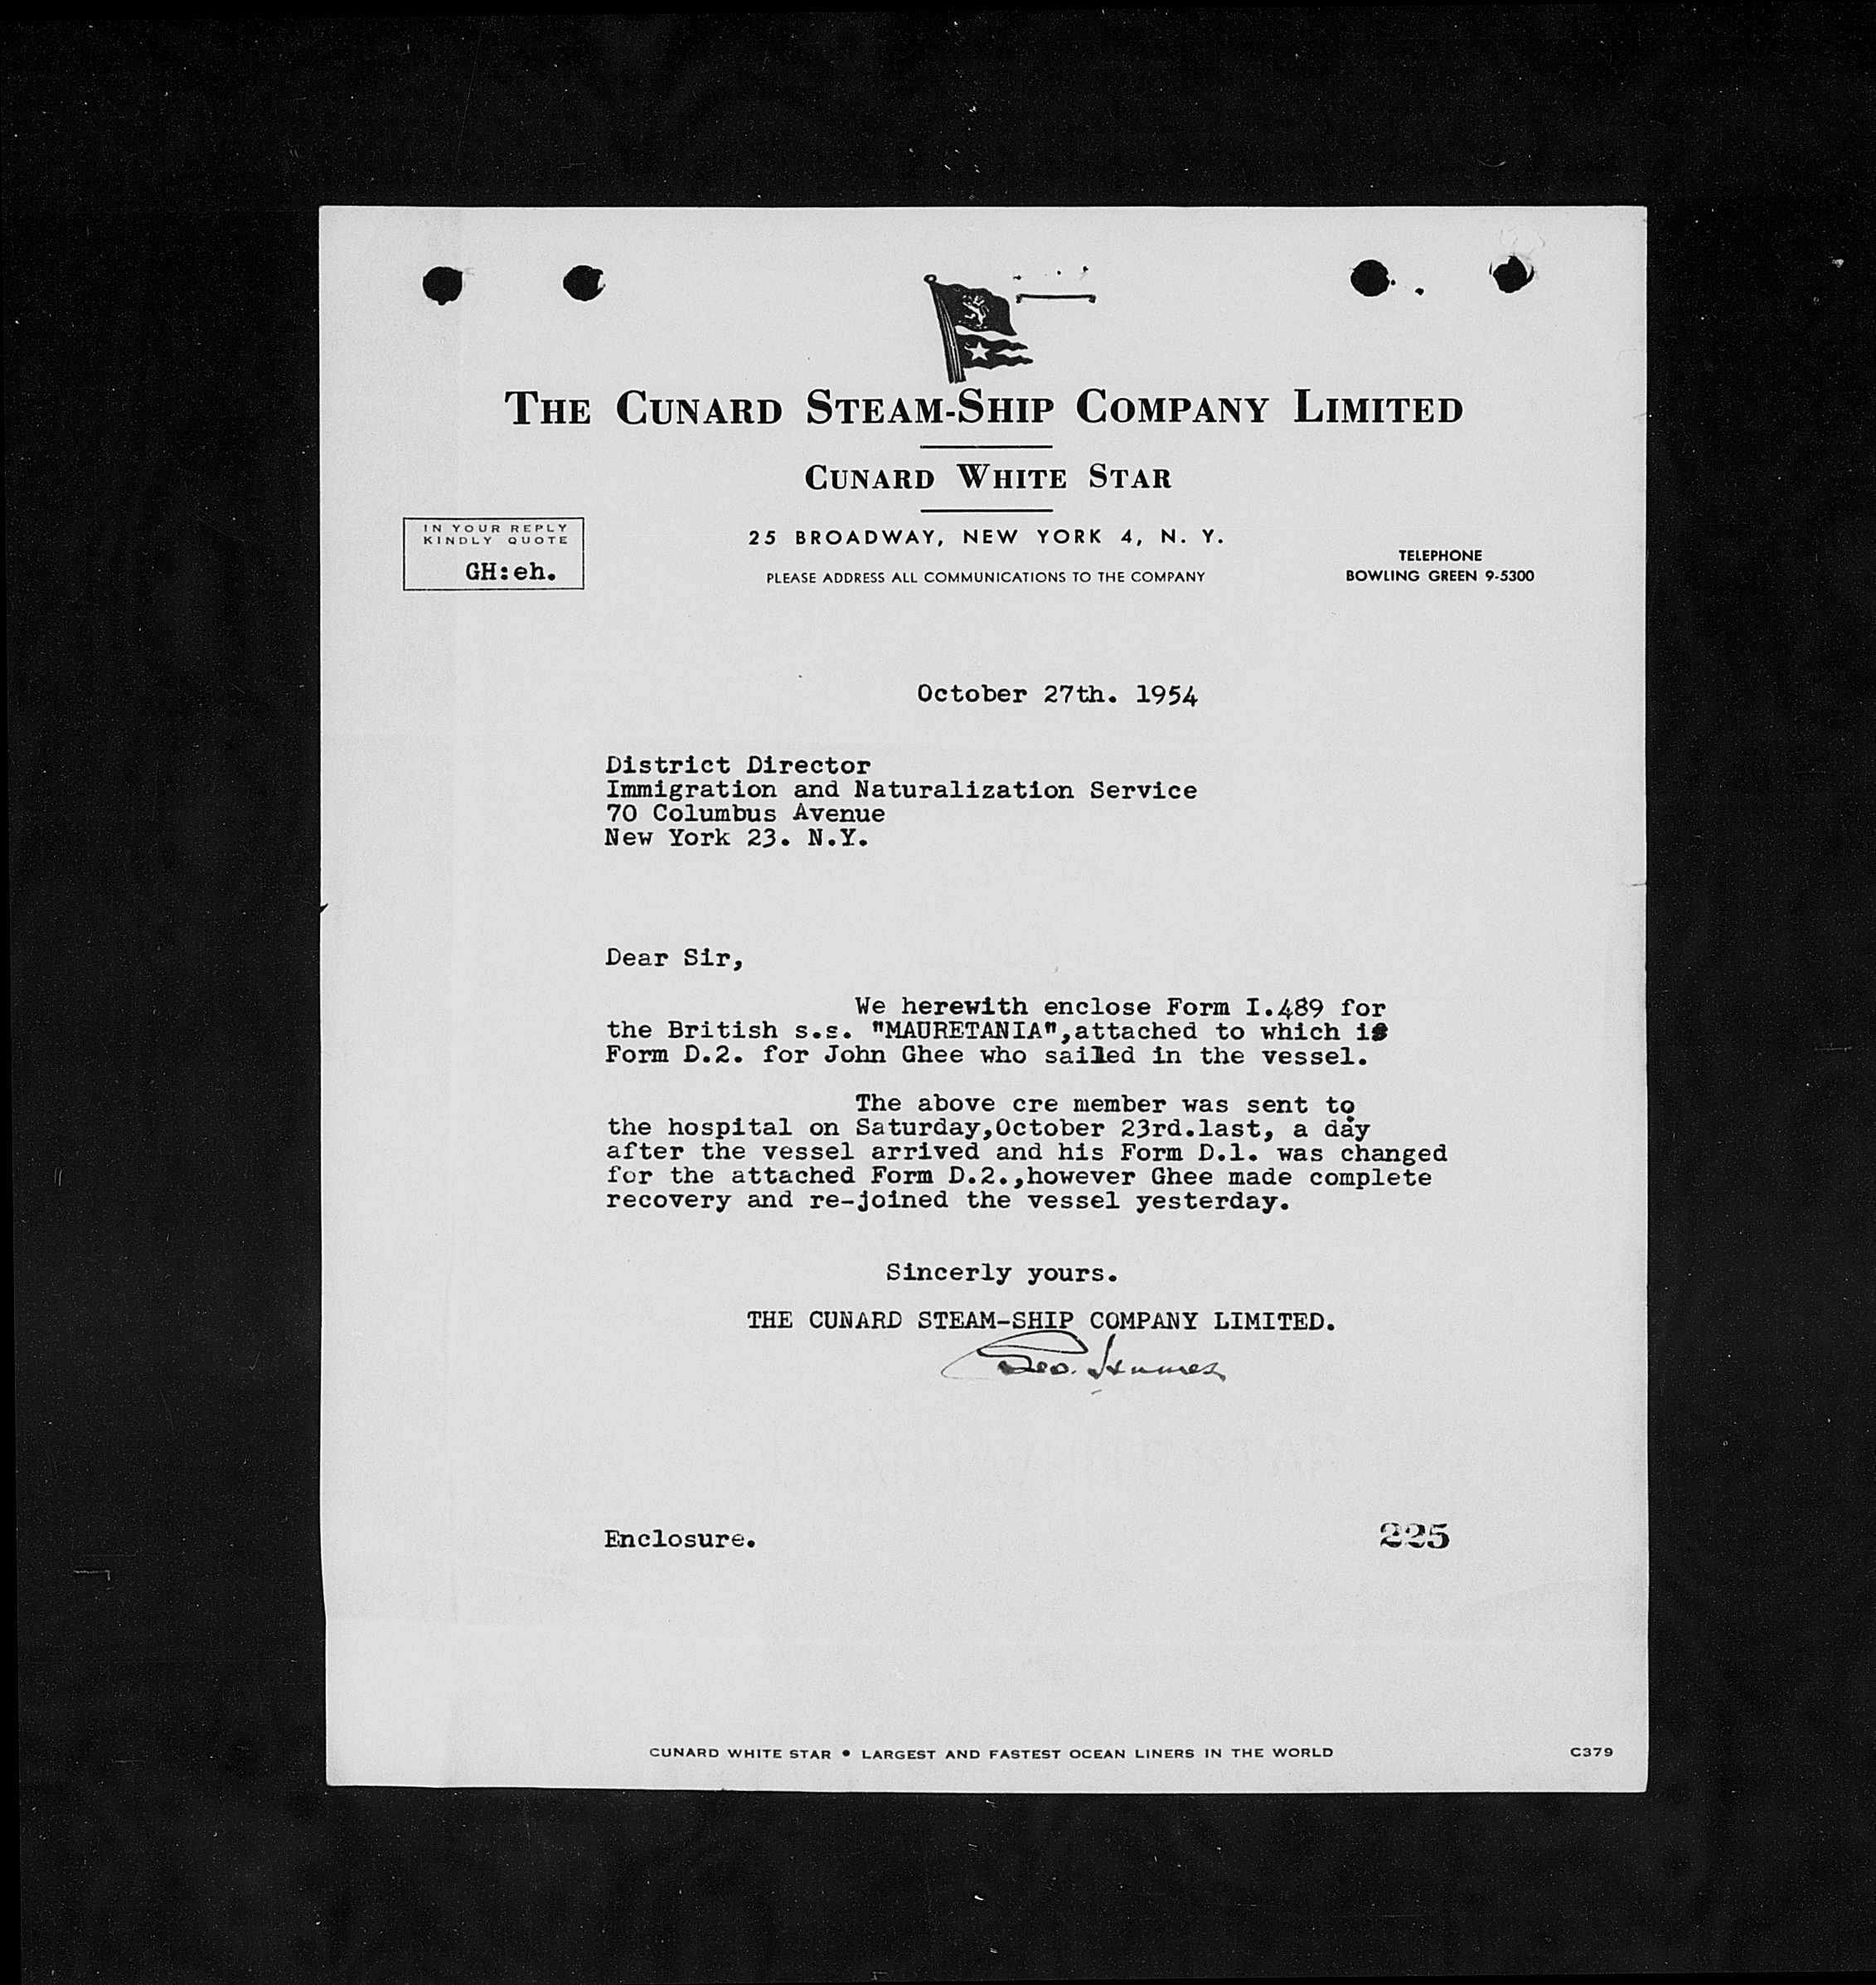 THE CUNARD STEAM-SHIP COMPANY LIMITED
CUNARD WHITE STAR
25 BROADWAY, NEW YORK 4, N. Y.
PLEASE ADDRESS ALL COMMUNICATIONS TO THE COMPANY
IN YOUR REPLY
KINDLY QUOTE
GH:eh.
TELEPHONE
BOWLING GREEN 9-5300
October 27th. 1954
District Director
Immigration and Naturalization Service
70 Columbus Avenue
New York 23. N.Y.
Dear Sir,
We herewith enclose Form I.489 for
the British s.s. "MAURETANIA",attached to which is
Form D.2. for John Ghee who sailed in the vessel.
The above cre member was sent to
the hospital on Saturday,October 23rd.last, a day
after the vessel arrived and his Form D.1. was changed
for the attached Form D.2.,however Ghee made complete
recovery and re-joined the vessel yesterday.
Sincerly yours.
THE CUNARD STEAM-SHIP COMPANY LIMITED.
Geo.
Enclosure.
225
CUNARD WHITE STAR • LARGEST AND FASTEST OCEAN LINERS IN THE WORLD
C379